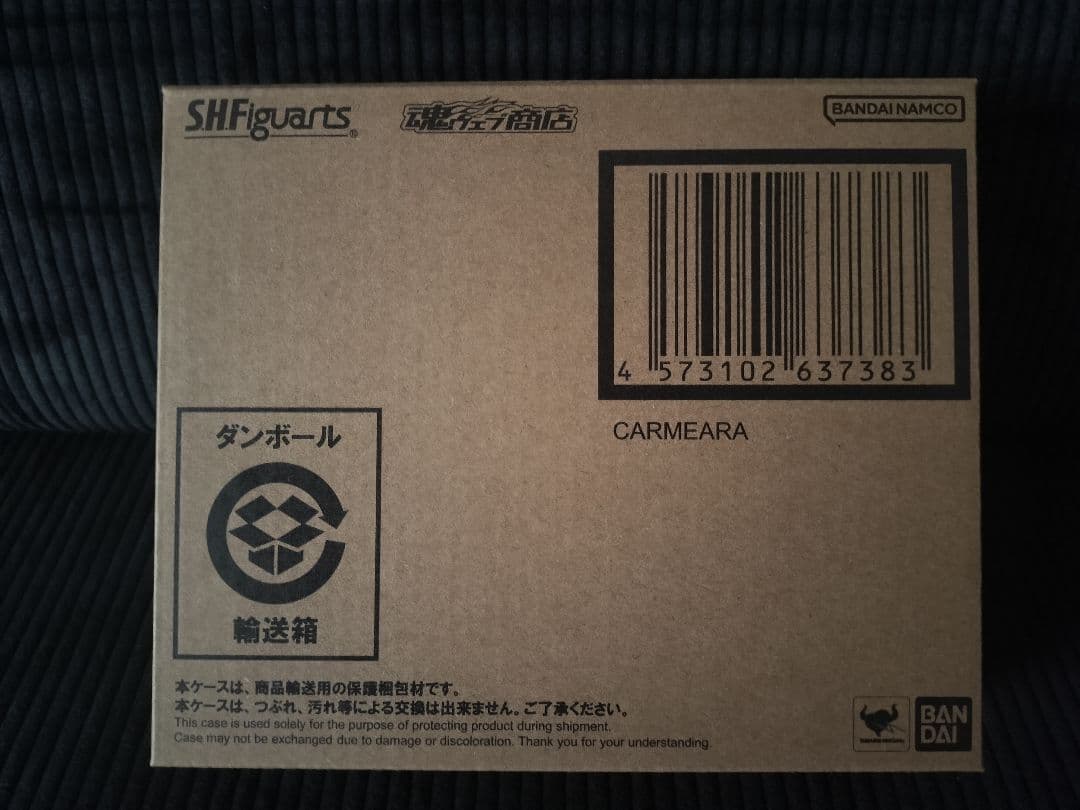 S.H.Figuarts®
魂ウェブ商店
BANDAI NAMCO
4 573102 637383
CARMEARA
ダンボール
輸送箱
本ケースは、商品輸送用の保護梱包材です。
本ケースは、つぶれ、汚れ等による交換は出来ません。ご了承ください。
This case is used solely for the purpose of protecting product during shipment.
Case may not be exchanged due to damage or discoloration. Thank you for your understanding.
BAN
DAI